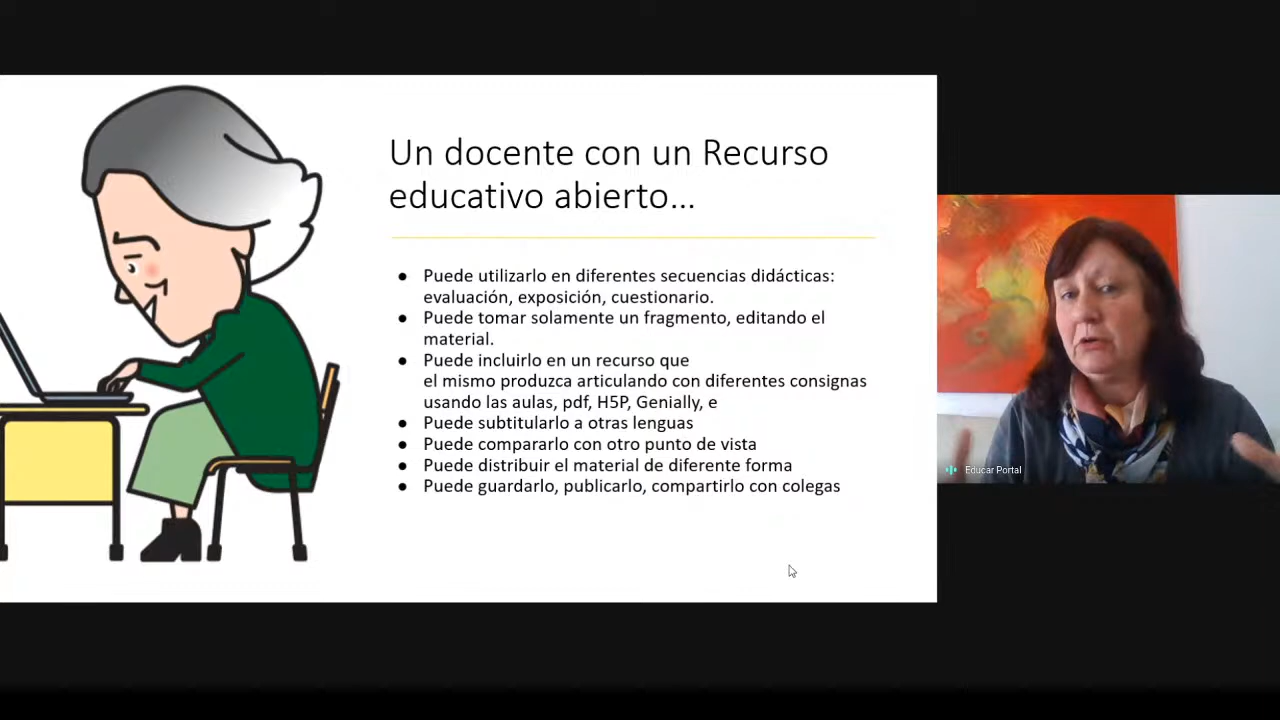 Un docente con un Recurso
educativo abierto...
● Puede utilizarlo en diferentes secuencias didácticas:
evaluación, exposición, cuestionario.
● Puede tomar solamente un fragmento, editando el
material.
● Puede incluirlo en un recurso que
el mismo produzca articulando con diferentes consignas
usando las aulas, pdf, H5P, Genially, e
● Puede subtitularlo a otras lenguas
● Puede compararlo con otro punto de vista
● Puede distribuir el material de diferente forma
● Puede guardarlo, publicarlo, compartirlo con colegas
Educar Portal